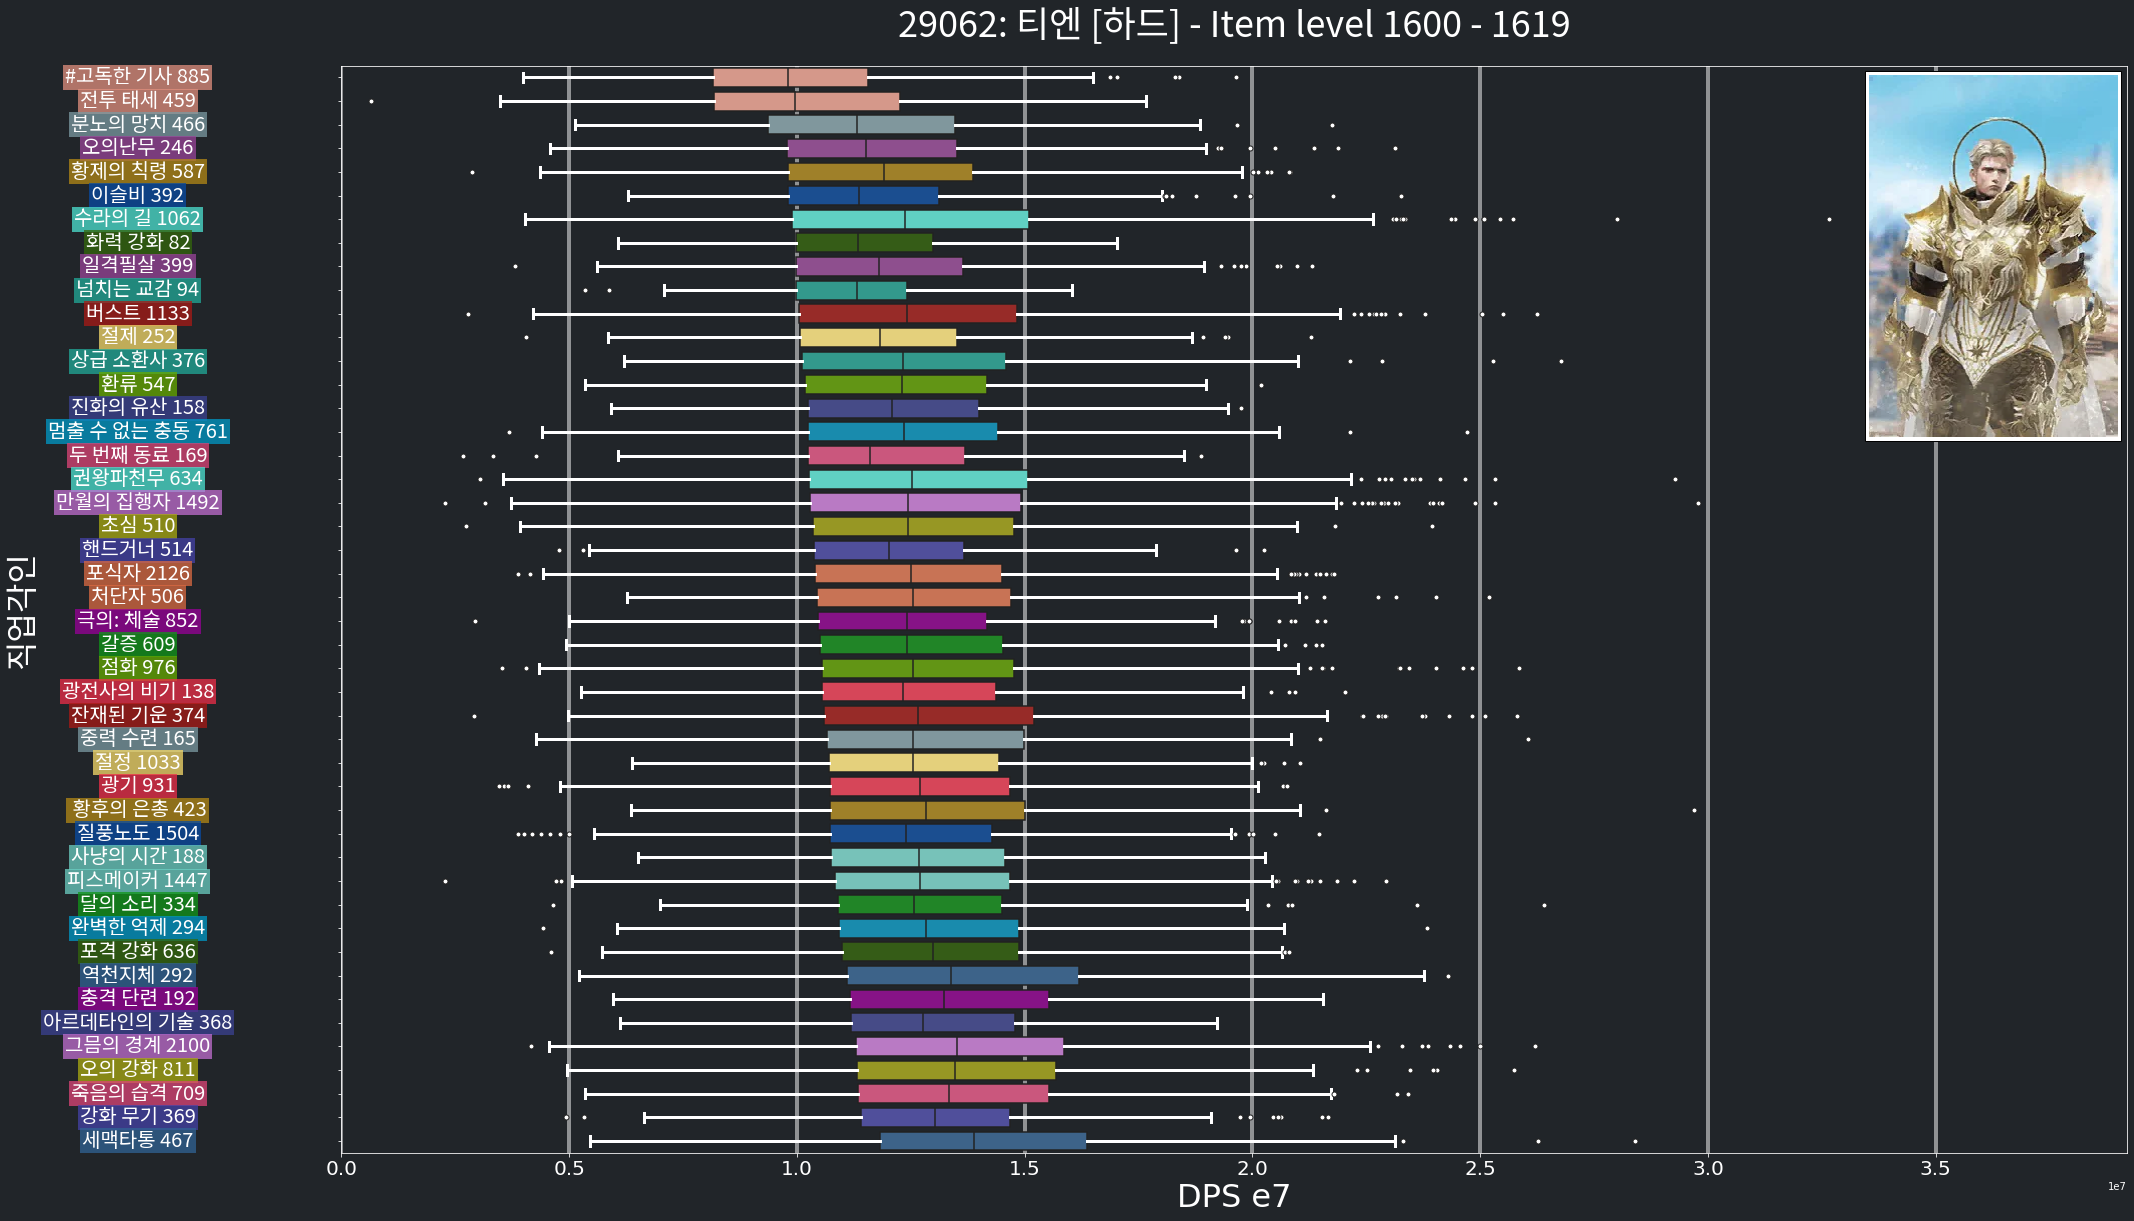 29062: 티엔 [하드] - Item level 1600 - 1619
#고독한 기사 885
전투 태세 459
분노의 망치 466
오의난무 246
황제의 칙령 587
이슬비 392
수라의 길 1062
화력 강화 82
일격필살 399
넘치는 교감 94
버스트 1133
절제 252
상급 소환사 376
환류 547
진화의 유산 158
멈출 수 없는 충동 761
두 번째 동료 169
권왕파천무 634
만월의 집행자 1492
초심 510
핸드거너 514
포식자 2126
처단자 506
극의: 체술 852
갈증 609
점화 976
광전사의 비기 138
잔재된 기운 374
중력 수련 165
절정 1033
광기 931
황후의 은총 423
질풍노도 1504
사냥의 시간 188
피스메이커 1447
달의 소리 334
완벽한 억제 294
포격 강화 636
역천지체 292
충격 단련 192
아르데타인의 기술 368
그믐의 경계 2100
오의 강화 811
죽음의 습격 709
강화 무기 369
세맥타통 467
직업각인
0.0 0.5 1.0 1.5 2.0 2.5 3.0 3.5
DPS e7
1e7